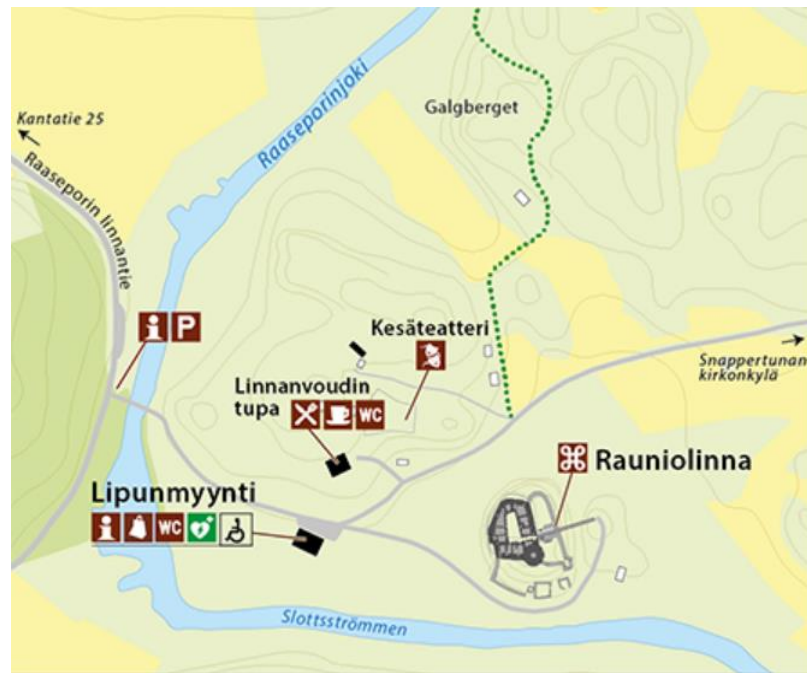 Kantatie 25
Raaseporin linnantie
Raaseporinjoki
Galgberget
P
Kesäteatteri
Snappertunan
kirkonkylä
Linnanvoudin
tupa
WC
Rauniolinna
Lipunmyynti
WC
Slottsströmmen